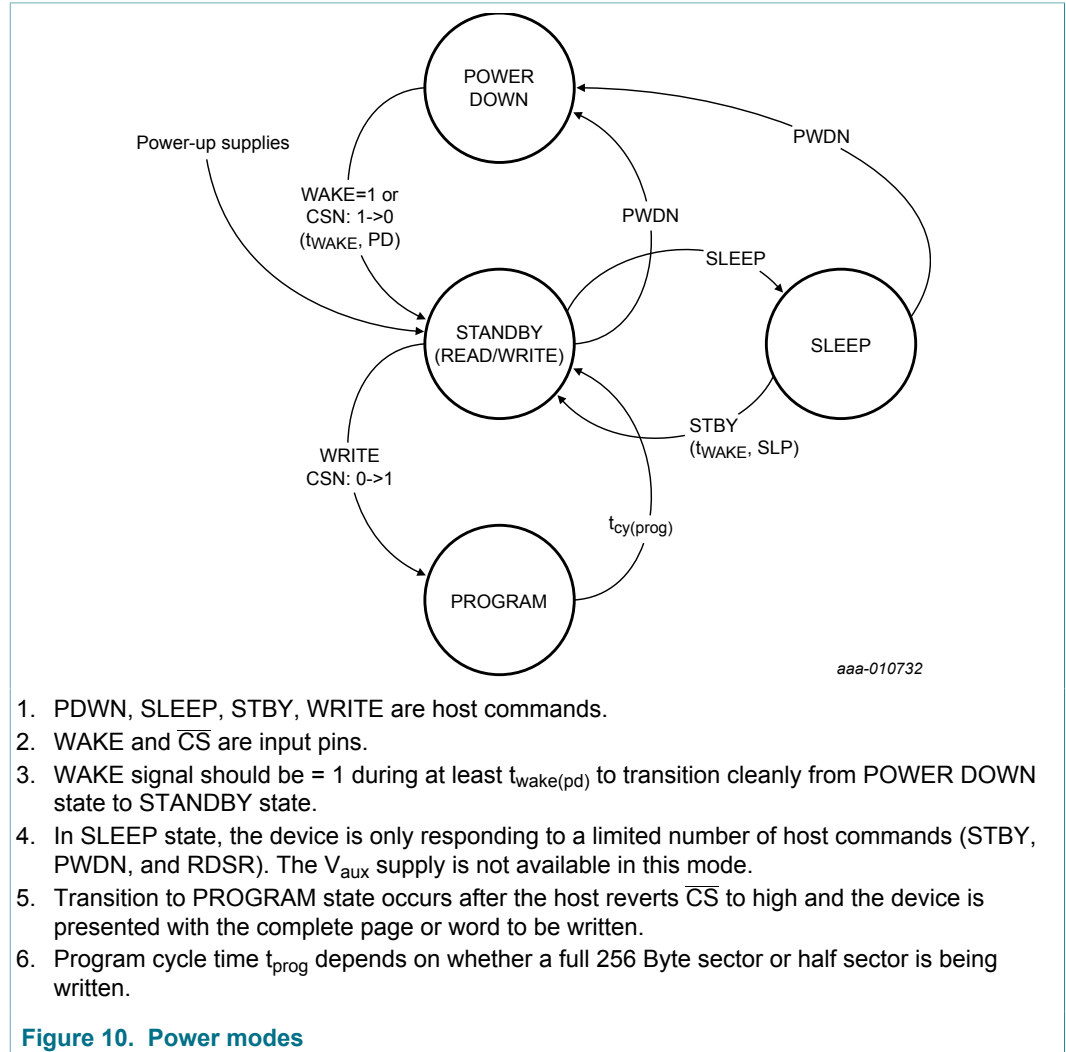 POWER
DOWN
PWDN
Power-up supplies
WAKE=1 or
CSN: 1->0
(tWAKE, PD)
PWDN
SLEEP
STANDBY
(READ/WRITE)
SLEEP
STBY
(tWAKE, SLP)
WRITE
CSN: 0->1
tcy(prog)
PROGRAM
aaa-010732
1. PDWN, SLEEP, STBY, WRITE are host commands.
2. WAKE and C̅S̅ are input pins.
3. WAKE signal should be = 1 during at least twake(pd) to transition cleanly from POWER DOWN
state to STANDBY state.
4. In SLEEP state, the device is only responding to a limited number of host commands (STBY,
PWDN, and RDSR). The Vaux supply is not available in this mode.
5. Transition to PROGRAM state occurs after the host reverts C̅S̅ to high and the device is
presented with the complete page or word to be written.
6. Program cycle time tprog depends on whether a full 256 Byte sector or half sector is being
written.
Figure 10. Power modes